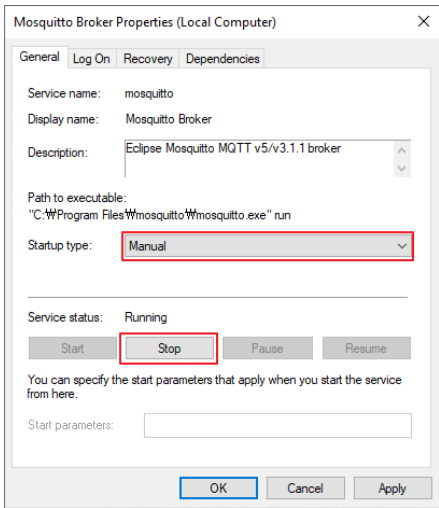 Mosquitto Broker Properties (Local Computer)
General Log On Recovery Dependencies
Service name: mosquitto
Display name: Mosquitto Broker
Description: Eclipse Mosquitto MQTT v5/v3.1.1 broker
Path to executable:
"C:₩Program Files₩mosquitto₩mosquitto.exe" run
Startup type: Manual
Service status: Running
Start Stop Pause Resume
You can specify the start parameters that apply when you start the service
from here.
Start parameters:
OK Cancel Apply